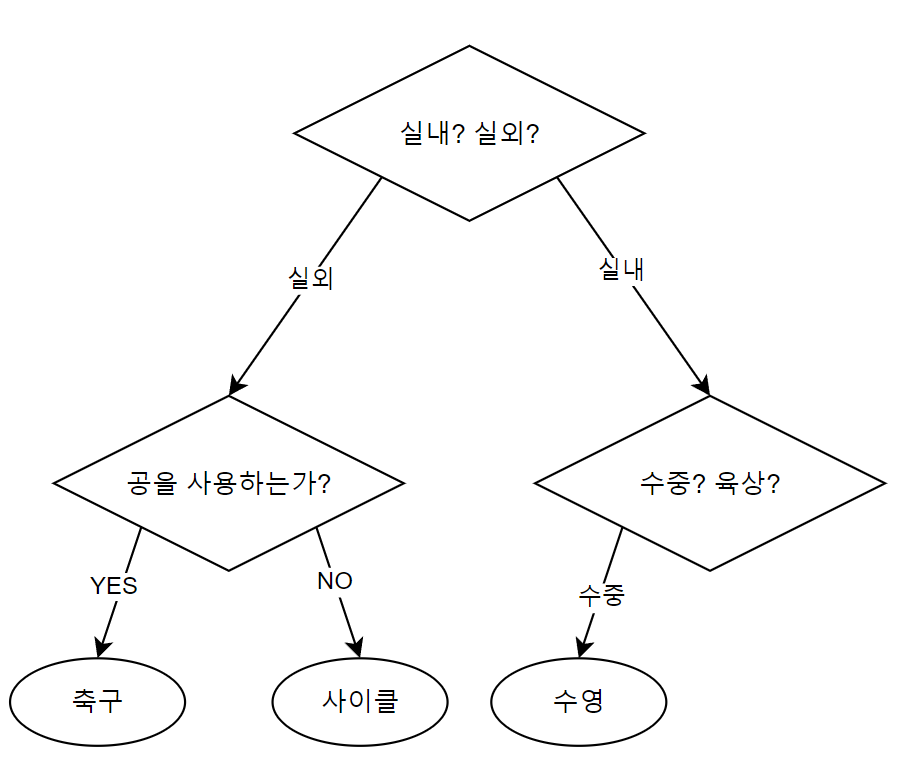 실내? 실외?
실외
실내
공을 사용하는가?
수중? 육상?
YES
NO
수중
축구
사이클
수영